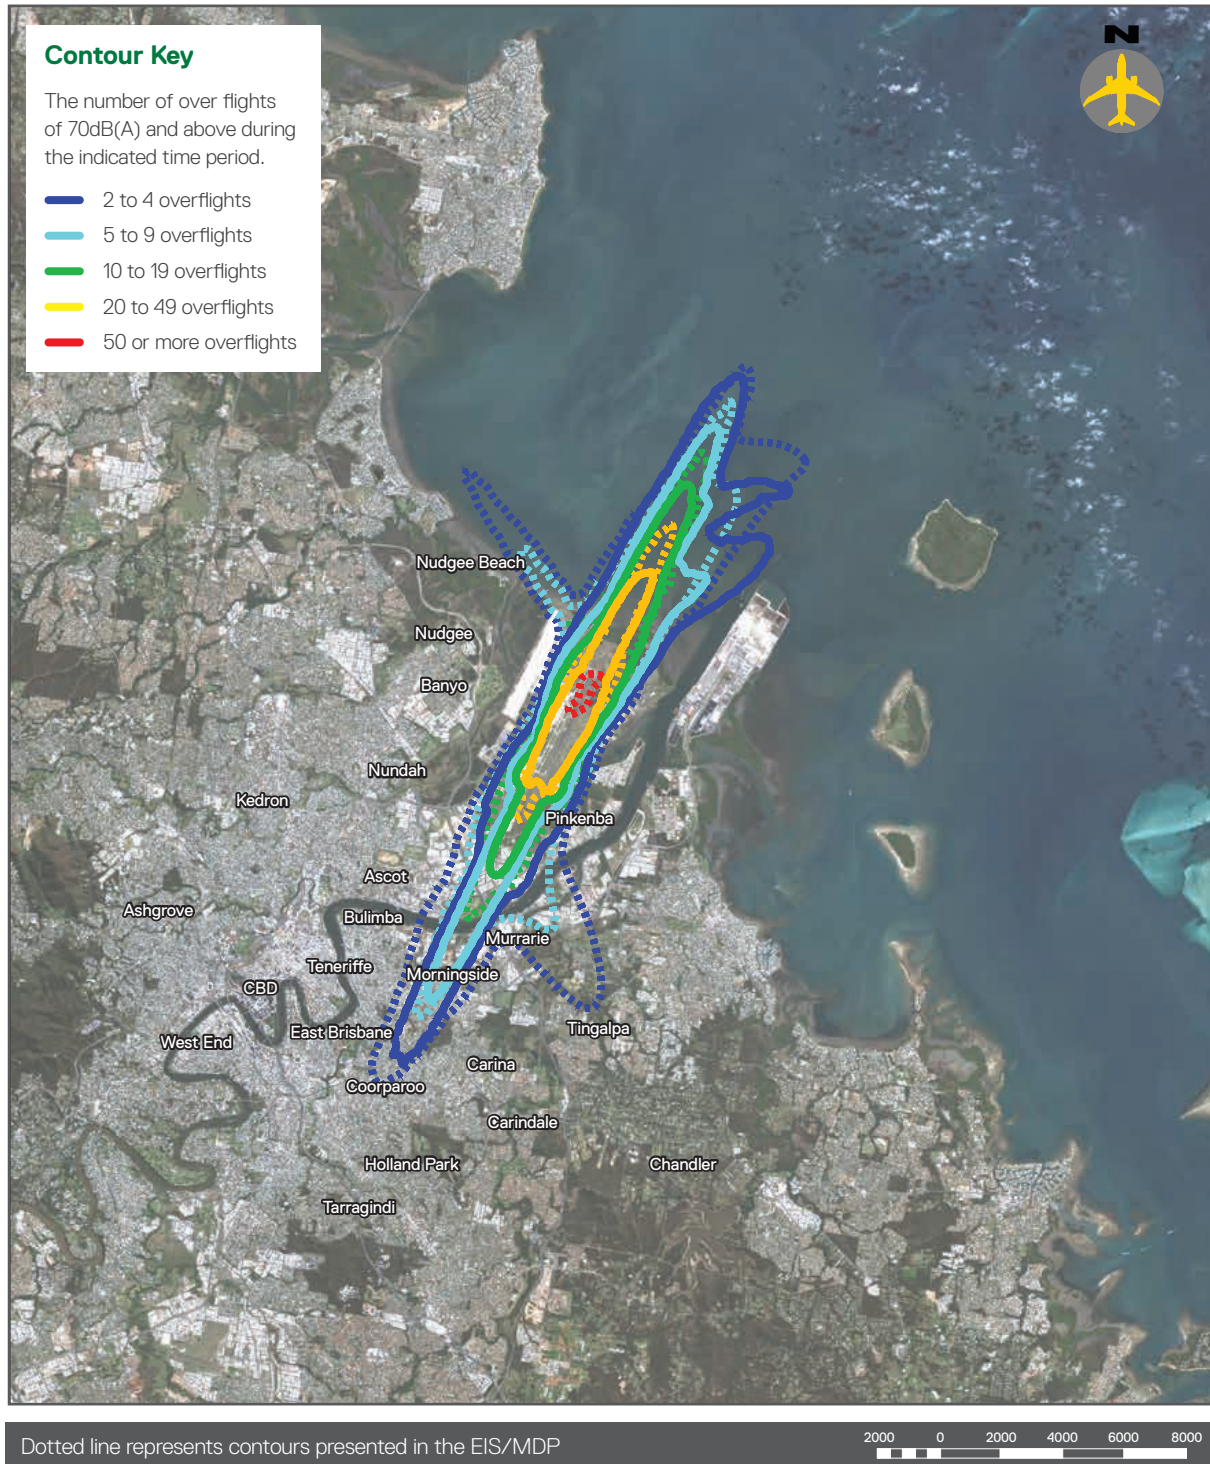 Contour Key
The number of over flights
of 70dB(A) and above during
the indicated time period.
2 to 4 overflights
5 to 9 overflights
10 to 19 overflights
20 to 49 overflights
50 or more overflights
N
Nudgee Beach
Nudgee
Banyo
Nundah
Kedron
Pinkenba
Ascot
Ashgrove
Bulimba
Murrarie
Teneriffe
Morningside
CBD
Tingalpa
East Brisbane
West End
Carina
Coorparoo
Carindale
Holland Park
Chandler
Tarragindi
Dotted line represents contours presented in the EIS/MDP
2000 0 2000 4000 6000 8000